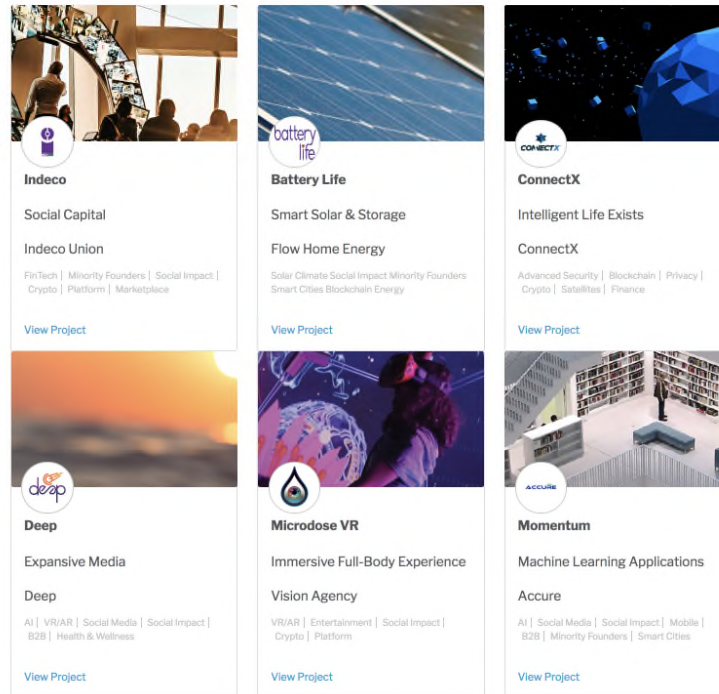 battery
life
CONNECTX
Indeco
Battery Life
ConnectX
Social Capital
Smart Solar & Storage
Intelligent Life Exists
Indeco Union
Flow Home Energy
ConnectX
FinTech | Minority Founders | Social Impact |
Crypto | Platform | Marketplace
Solar Climate Social Impact Minority Founders
Smart Cities Blockchain Energy
Advanced Security | Blockchain | Privacy |
Crypto | Satellites | Finance
View Project
View Project
View Project
deep
ACCURE
Deep
Microdose VR
Momentum
Expansive Media
Immersive Full-Body Experience
Machine Learning Applications
Deep
Vision Agency
Accure
AI | VR/AR | Social Media | Social Impact |
B2B | Health & Wellness
VR/AR | Entertainment | Social Impact |
Crypto | Platform
AI | Social Media | Social Impact | Mobile |
B2B | Minority Founders | Smart Cities
View Project
View Project
View Project